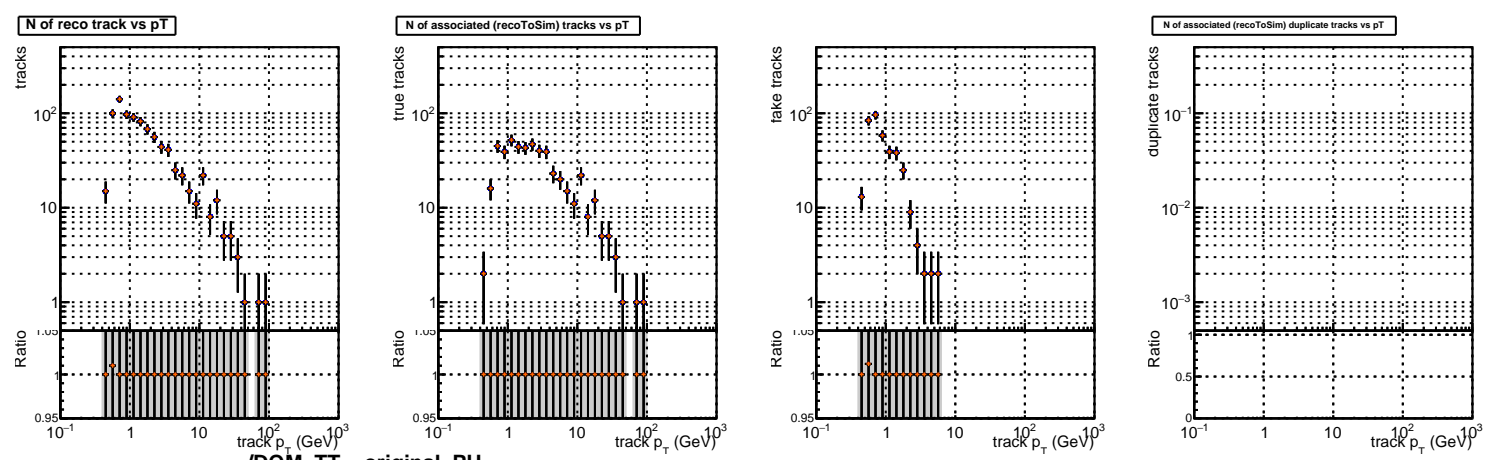 N of reco track vs pT
tracks
10²
10
1
Ratio
1.05
1
0.95
10⁻¹ 1 10 10² 10³
track p_T (GeV)
N of associated (recoToSim) tracks vs pT
true tracks
10²
10
1
Ratio
1.05
1
0.95
10⁻¹ 1 10 10² 10³
track p_T (GeV)
fake tracks
10²
10
1
Ratio
1.05
1
0.95
10⁻¹ 1 10 10² 10³
track p_T (GeV)
N of associated (recoToSim) duplicate tracks vs pT
duplicate tracks
10⁻¹
10⁻²
10⁻³
Ratio
1
0.5
0
10⁻¹ 1 10 10² 10³
track p_T (GeV)